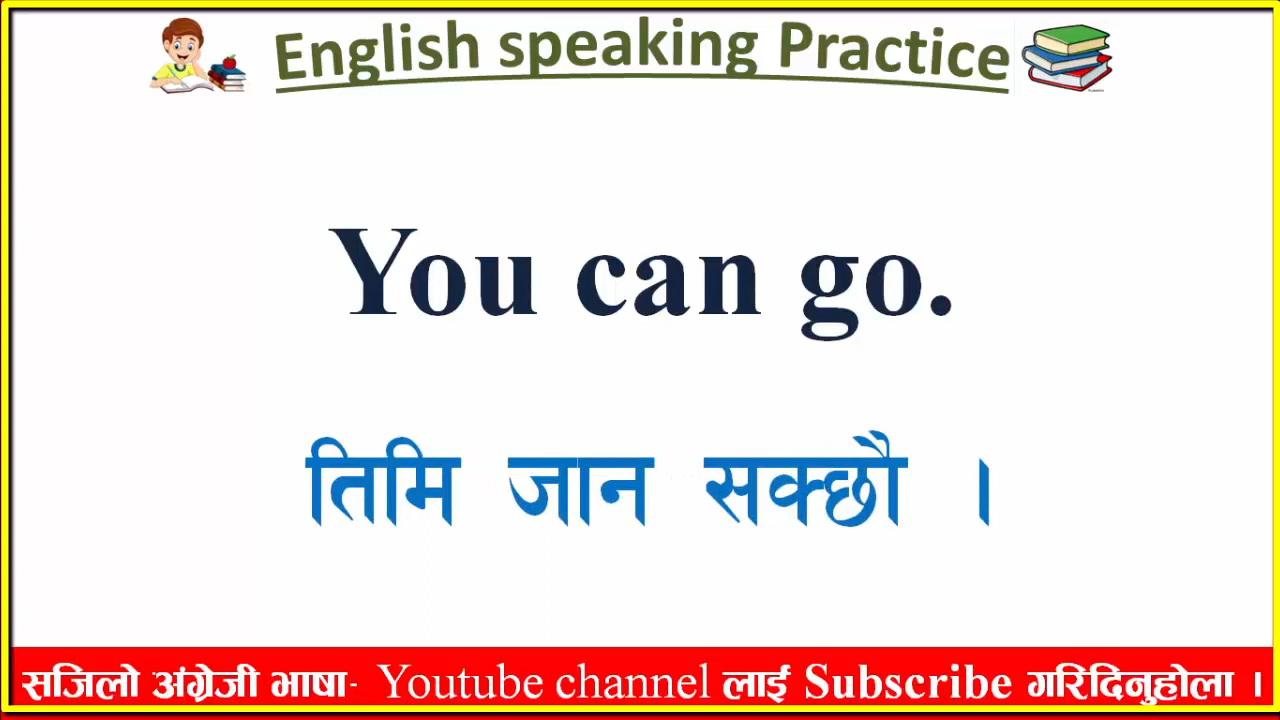 English speaking Practice
You can go.
तिमि जान सक्छौ ।
सजिलो अंग्रेजी भाषा- Youtube channel लाई Subscribe गरिदिनुहोला ।